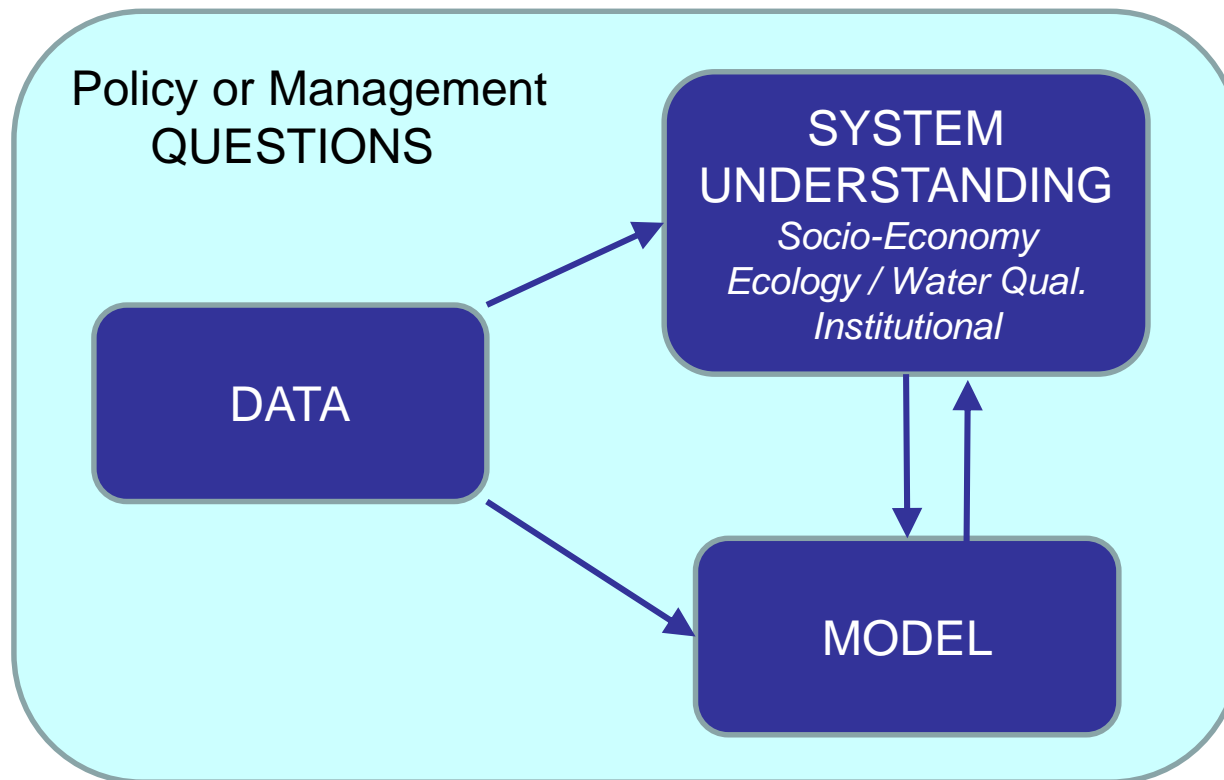 Policy or Management
QUESTIONS
SYSTEM
UNDERSTANDING
Socio-Economy
Ecology / Water Qual.
Institutional
DATA
MODEL